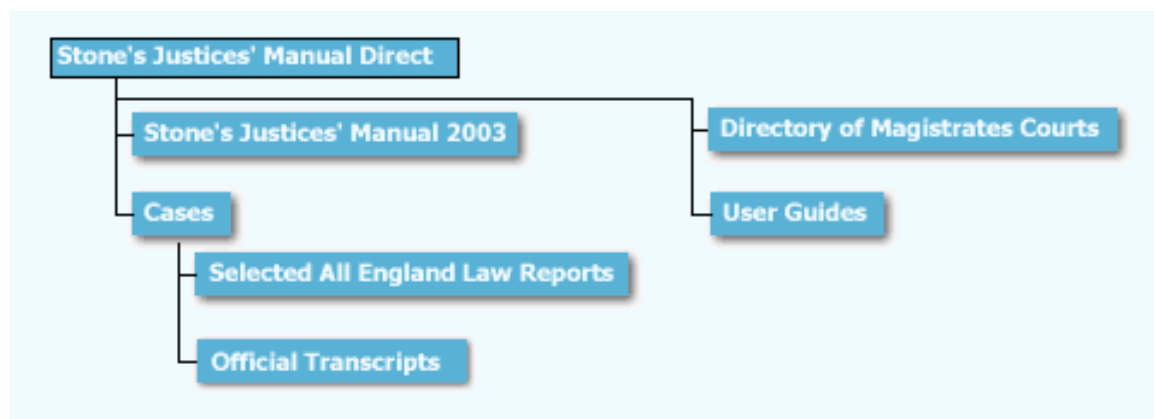 Stone's Justices' Manual Direct
Stone's Justices' Manual 2003
Directory of Magistrates Courts
Cases
User Guides
Selected All England Law Reports
Official Transcripts